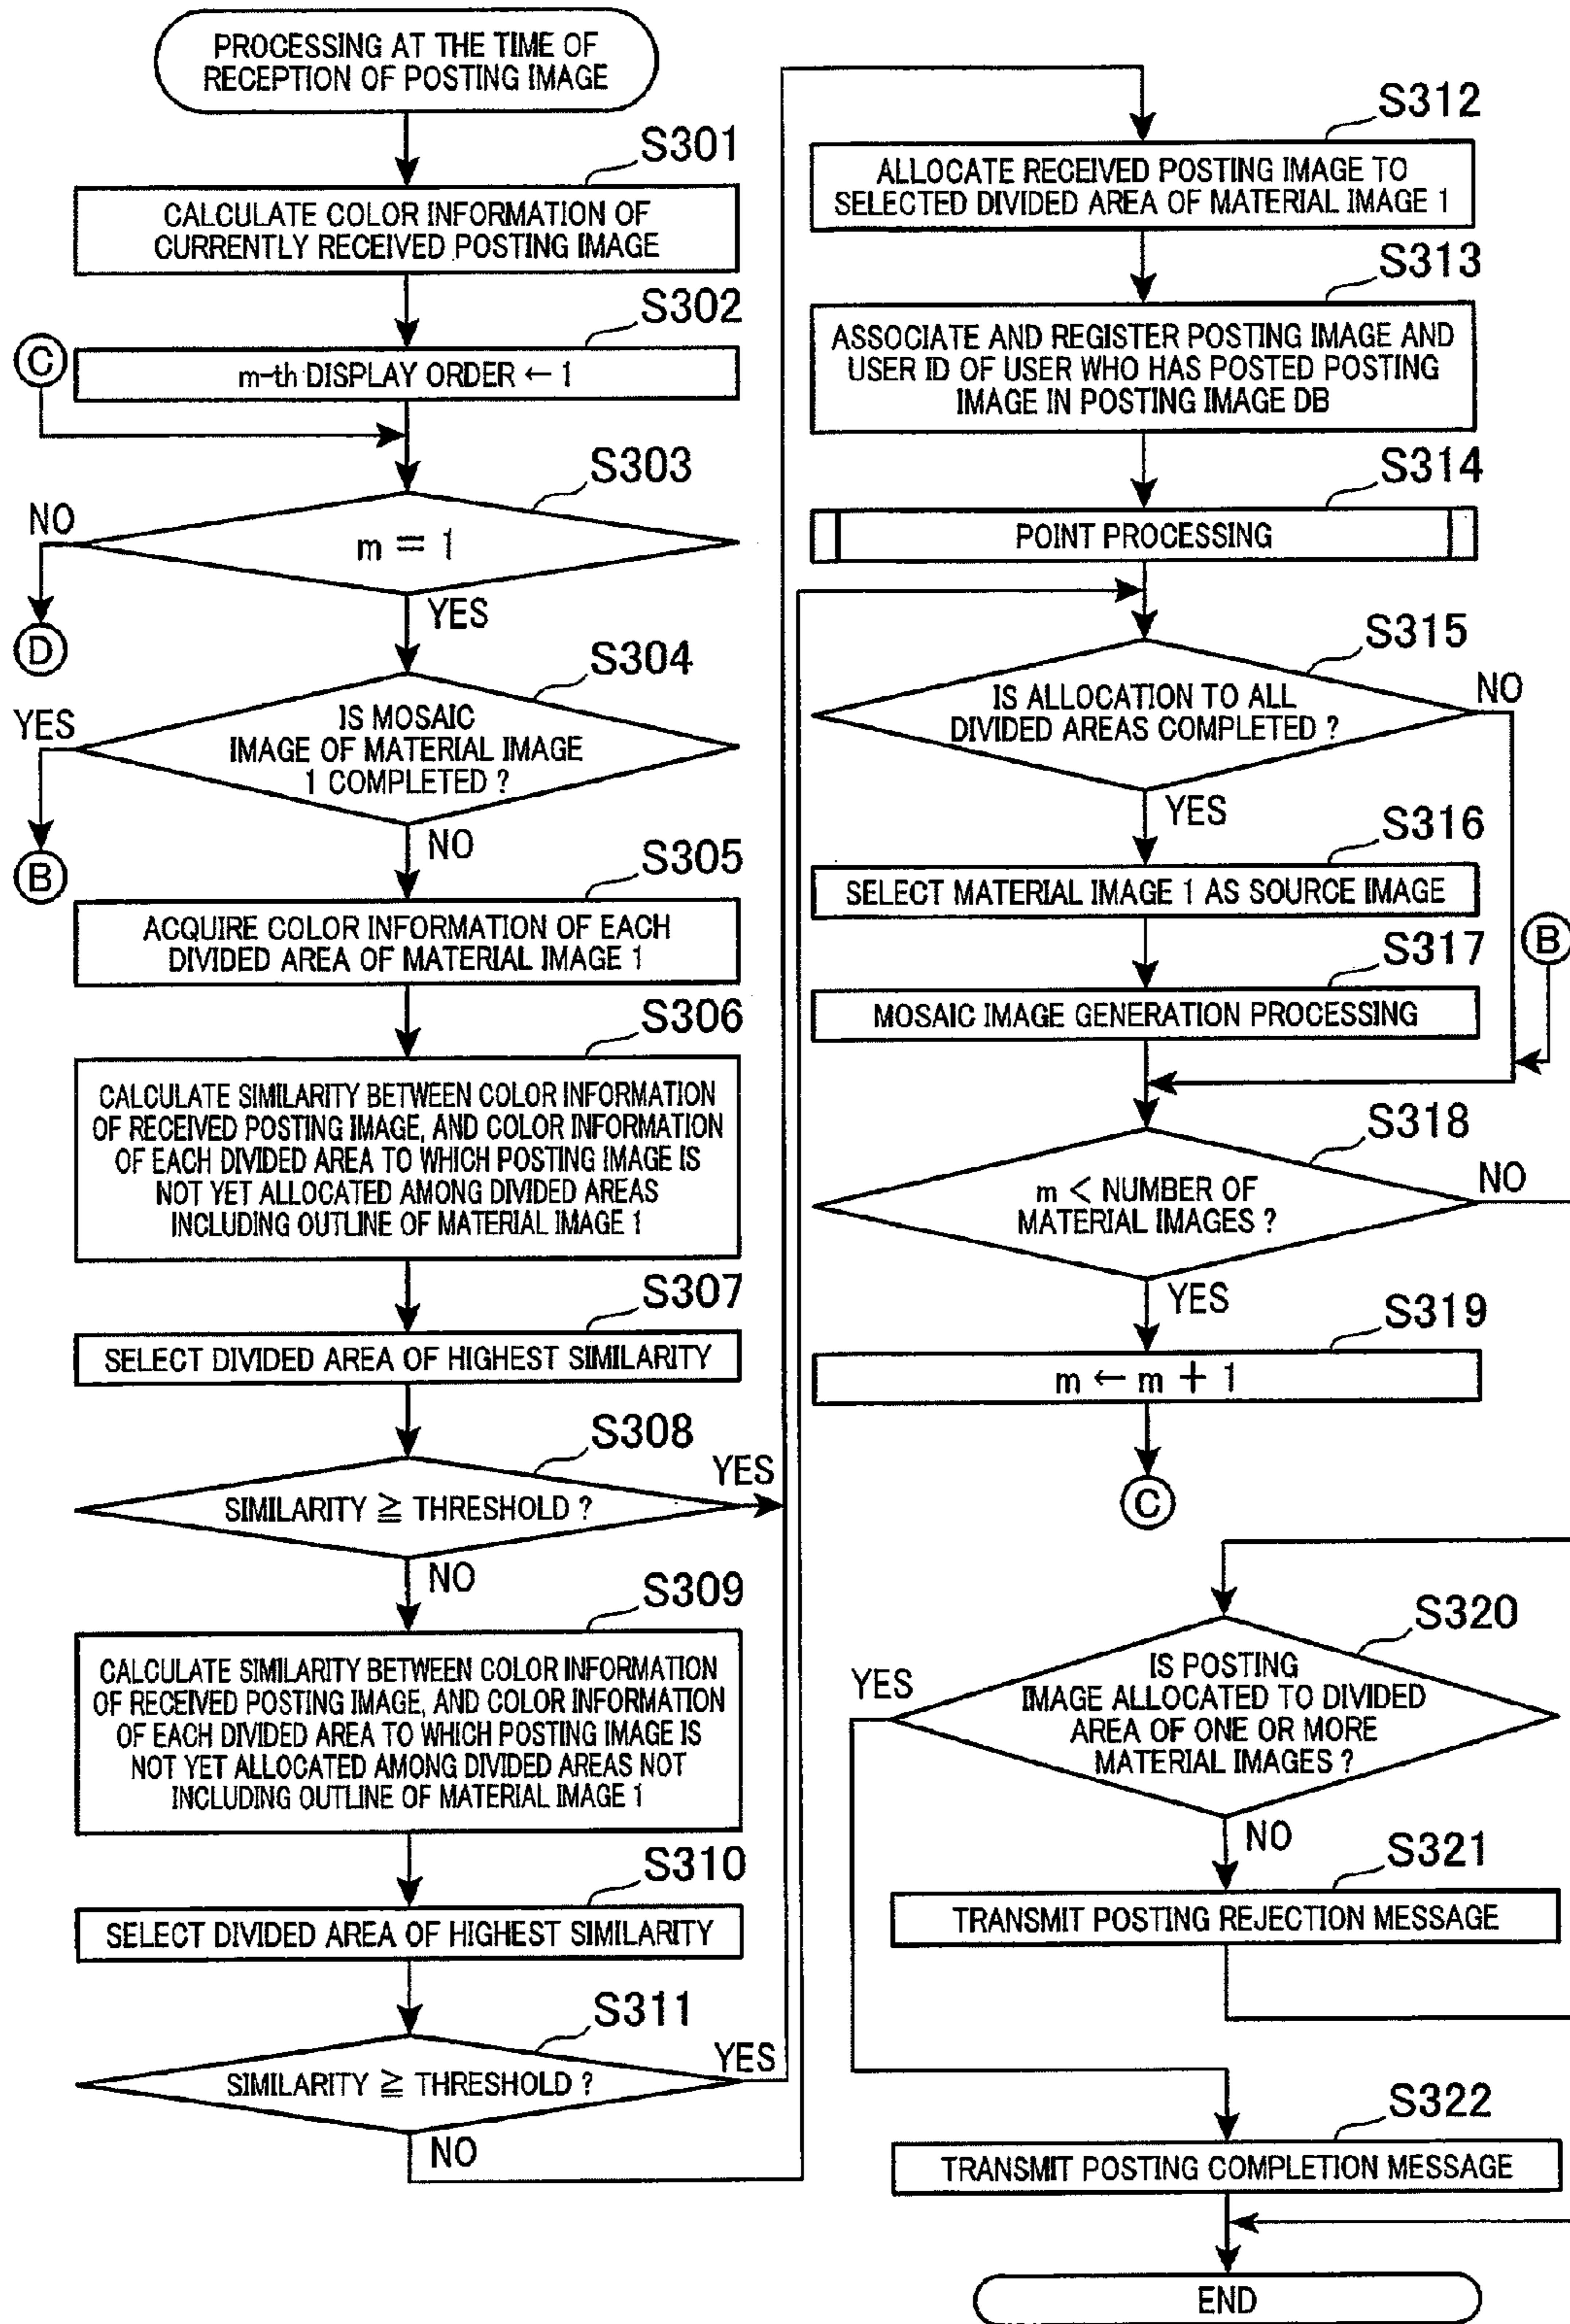 PROCESSING AT THE TIME OF
RECEPTION OF POSTING IMAGE
S301
CALCULATE COLOR INFORMATION OF
CURRENTLY RECEIVED POSTING IMAGE
S302
C
m-th DISPLAY ORDER ← 1
S303
NO
m = 1
YES
D
S304
YES
IS MOSAIC
IMAGE OF MATERIAL IMAGE
1 COMPLETED ?
NO
B
S305
ACQUIRE COLOR INFORMATION OF EACH
DIVIDED AREA OF MATERIAL IMAGE 1
S306
CALCULATE SIMILARITY BETWEEN COLOR INFORMATION
OF RECEIVED POSTING IMAGE, AND COLOR INFORMATION
OF EACH DIVIDED AREA TO WHICH POSTING IMAGE IS
NOT YET ALLOCATED AMONG DIVIDED AREAS
INCLUDING OUTLINE OF MATERIAL IMAGE 1
S307
SELECT DIVIDED AREA OF HIGHEST SIMILARITY
S308
YES
SIMILARITY ≧ THRESHOLD ?
NO
S309
CALCULATE SIMILARITY BETWEEN COLOR INFORMATION
OF RECEIVED POSTING IMAGE, AND COLOR INFORMATION
OF EACH DIVIDED AREA TO WHICH POSTING IMAGE IS
NOT YET ALLOCATED AMONG DIVIDED AREAS NOT
INCLUDING OUTLINE OF MATERIAL IMAGE 1
S310
SELECT DIVIDED AREA OF HIGHEST SIMILARITY
S311
YES
SIMILARITY ≧ THRESHOLD ?
NO
S312
ALLOCATE RECEIVED POSTING IMAGE TO
SELECTED DIVIDED AREA OF MATERIAL IMAGE 1
S313
ASSOCIATE AND REGISTER POSTING IMAGE AND
USER ID OF USER WHO HAS POSTED POSTING
IMAGE IN POSTING IMAGE DB
S314
POINT PROCESSING
S315
NO
IS ALLOCATION TO ALL
DIVIDED AREAS COMPLETED ?
YES
S316
SELECT MATERIAL IMAGE 1 AS SOURCE IMAGE
B
S317
MOSAIC IMAGE GENERATION PROCESSING
S318
NO
m < NUMBER OF
MATERIAL IMAGES ?
YES
S319
m ← m + 1
C
S320
YES
IS POSTING
IMAGE ALLOCATED TO DIVIDED
AREA OF ONE OR MORE
MATERIAL IMAGES ?
NO
S321
TRANSMIT POSTING REJECTION MESSAGE
S322
TRANSMIT POSTING COMPLETION MESSAGE
END